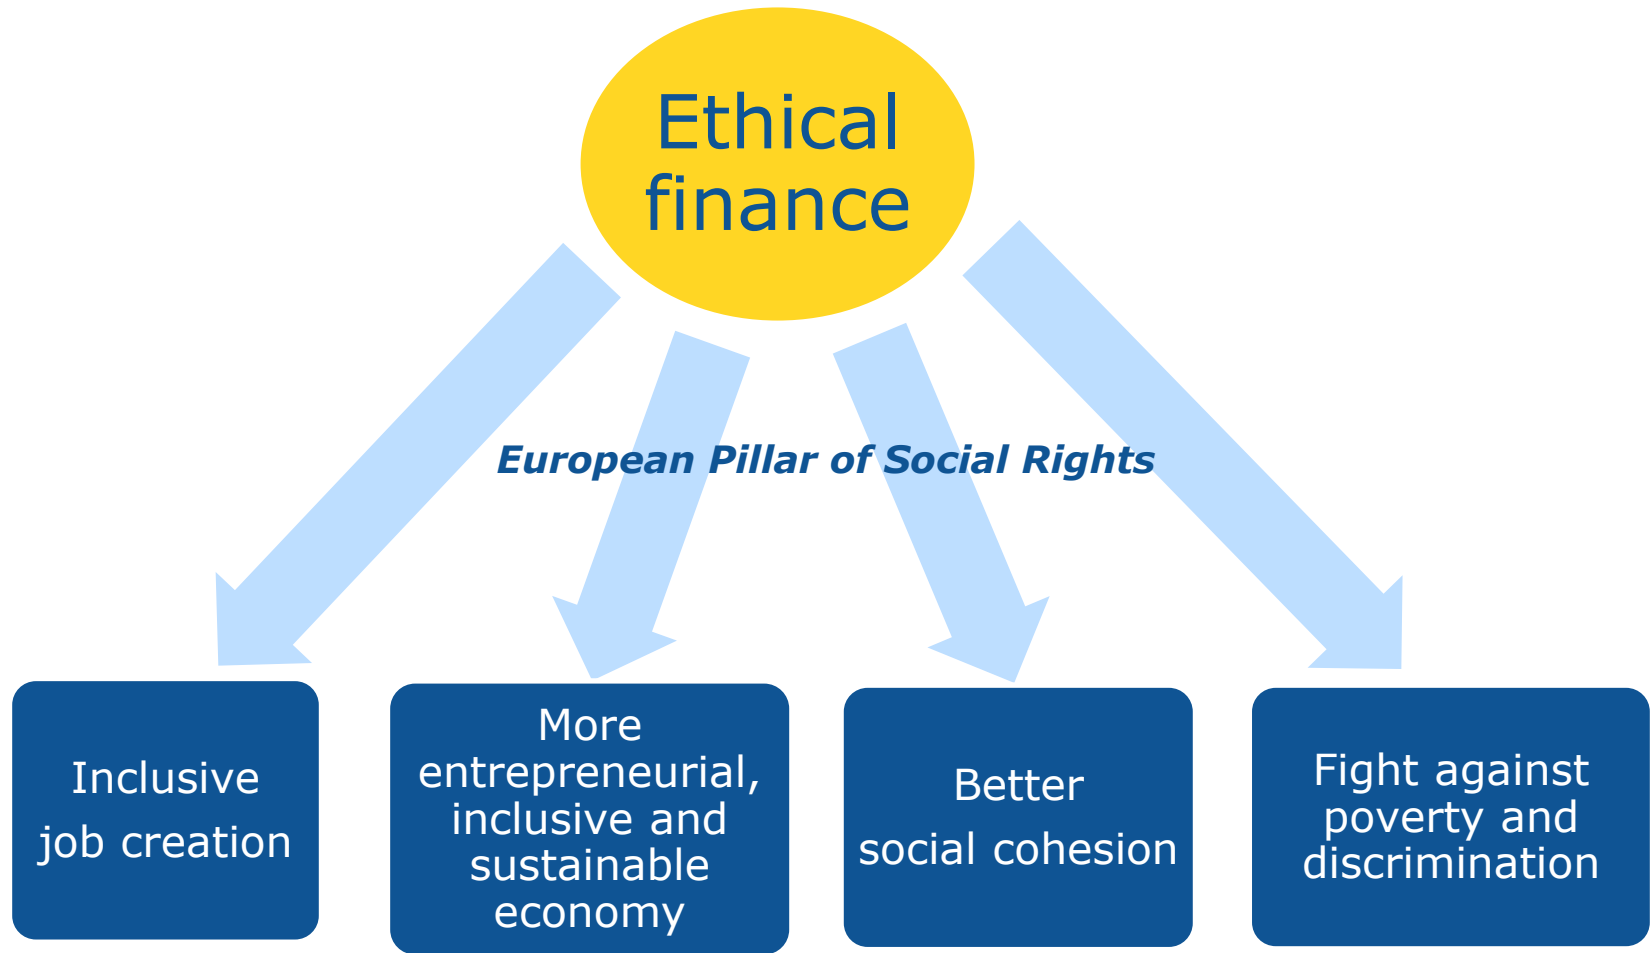 Ethical
finance
European Pillar of Social Rights
Inclusive
job creation
More
entrepreneurial,
inclusive and
sustainable
economy
Better
social cohesion
Fight against
poverty and
discrimination